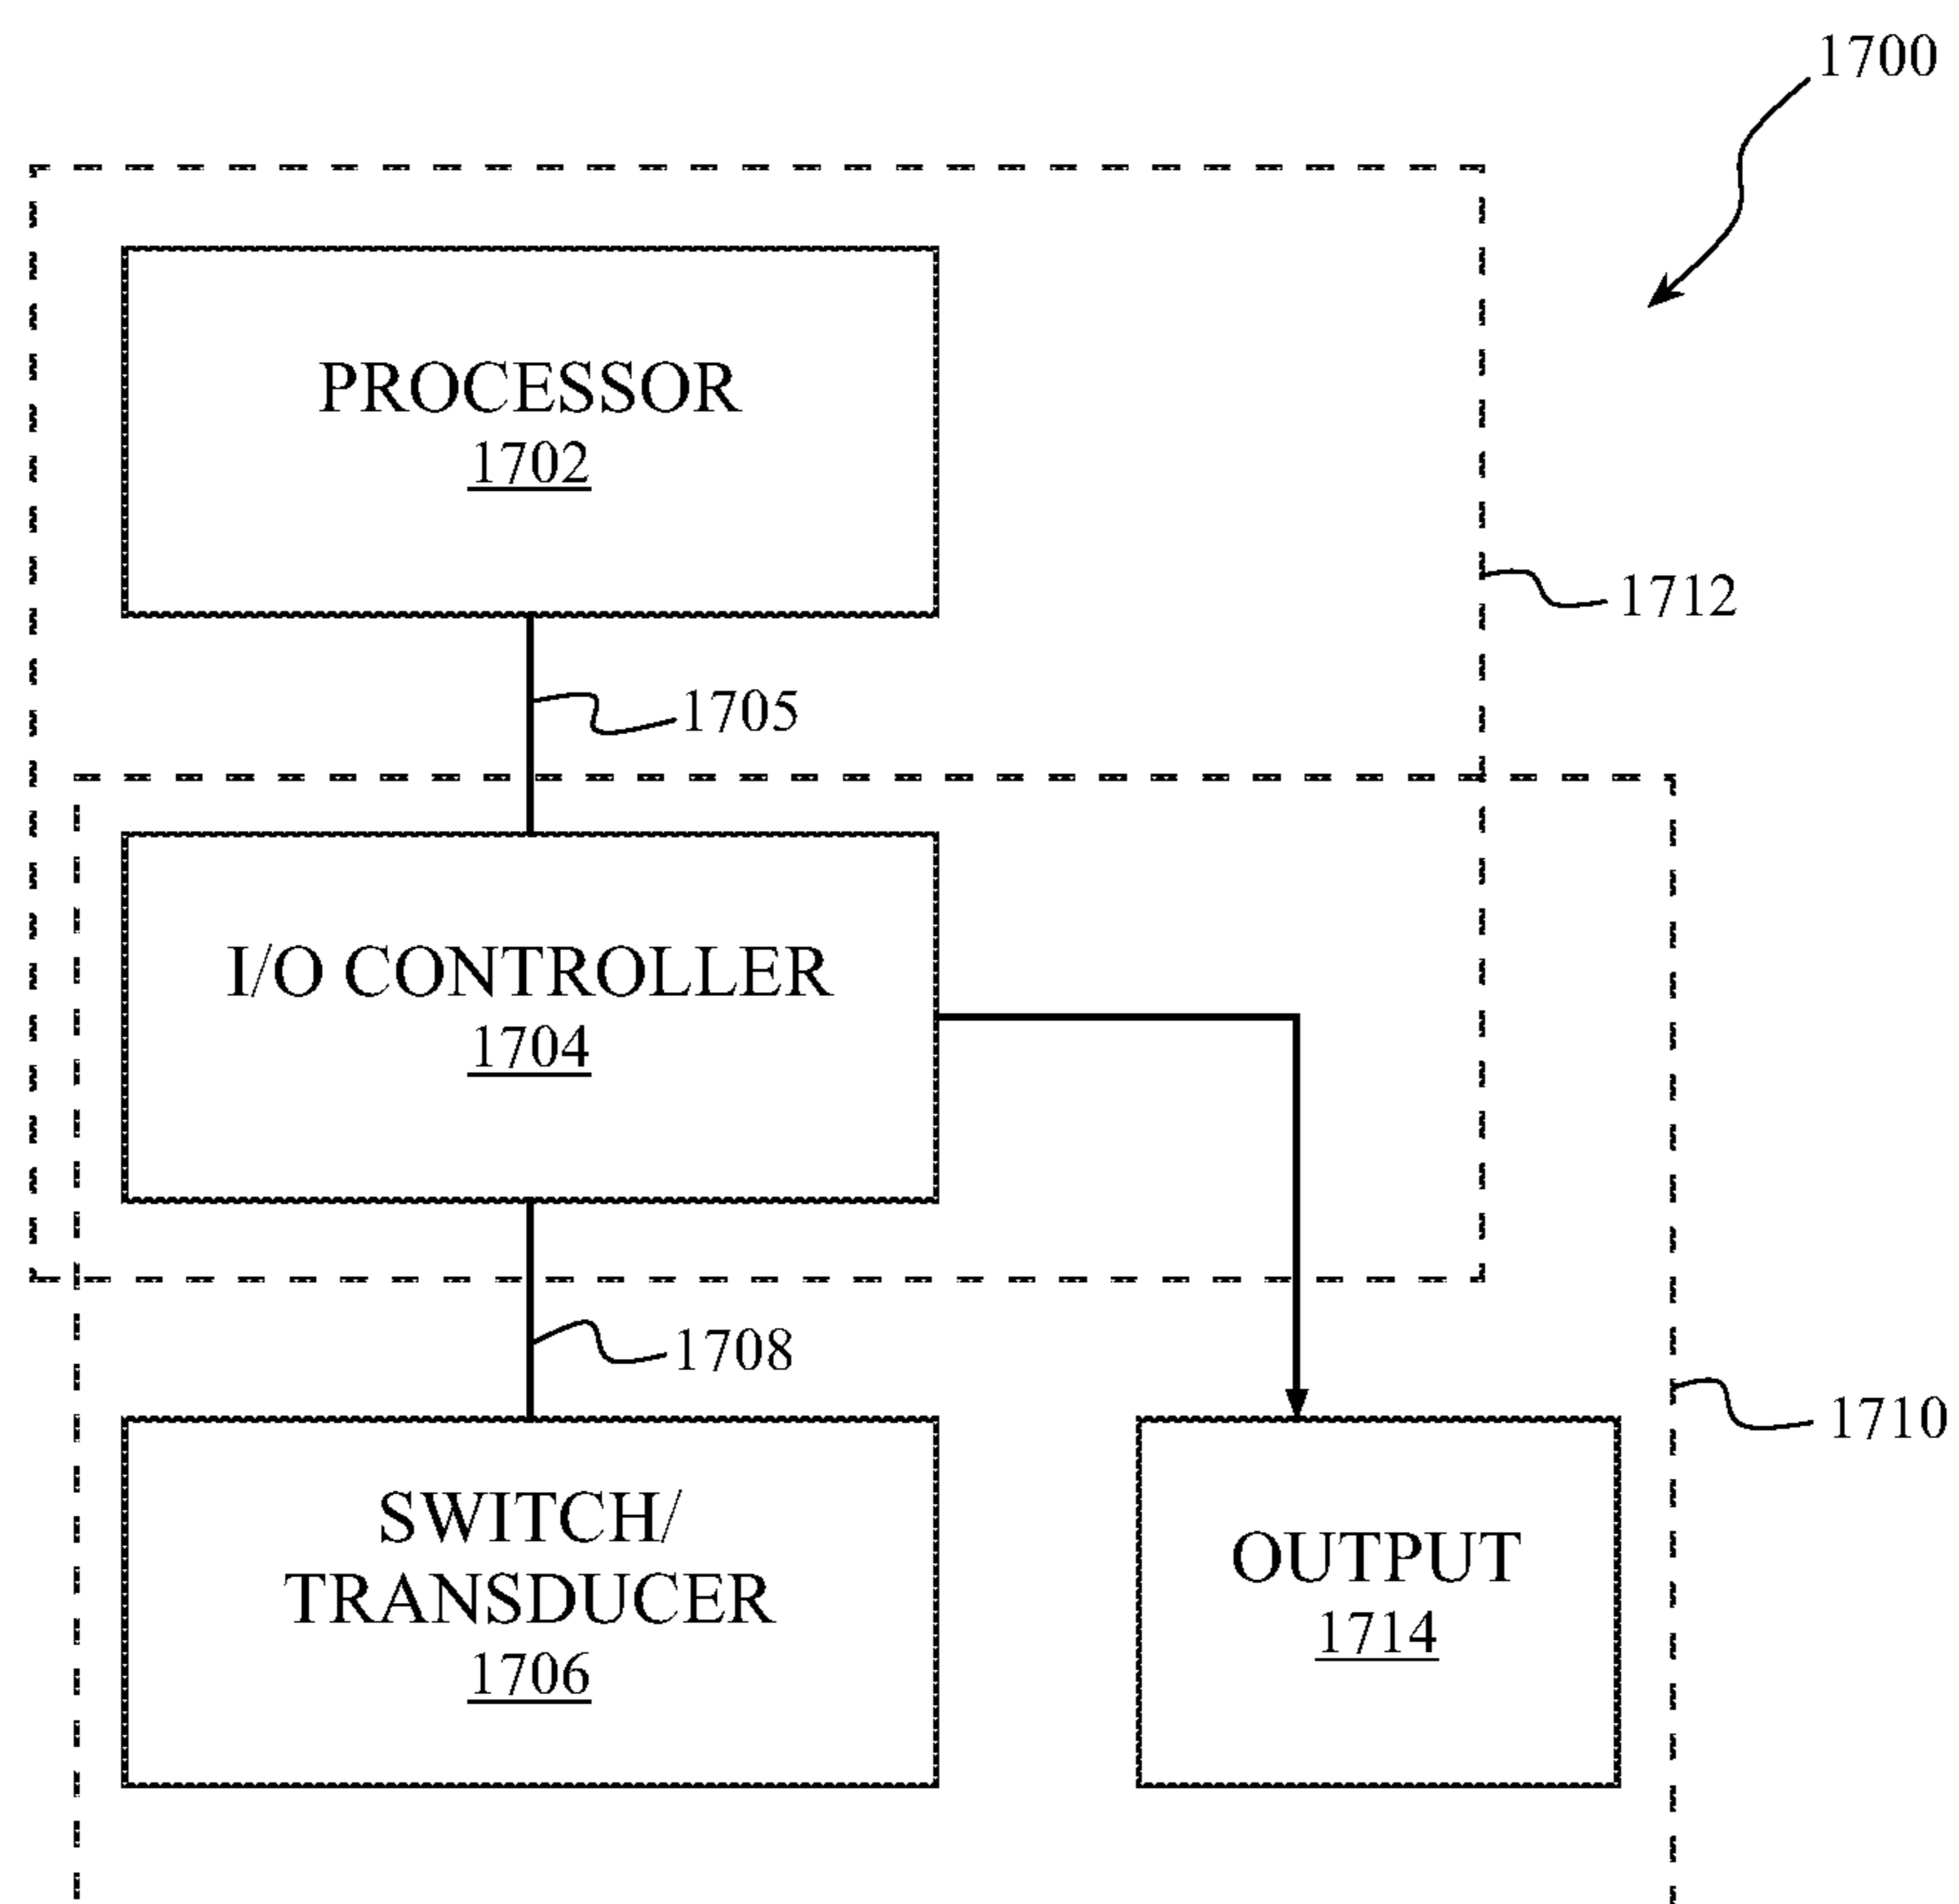 1700
PROCESSOR
1702
1712
1705
I/O CONTROLLER
1704
1708
1710
SWITCH/
TRANSDUCER
1706
OUTPUT
1714